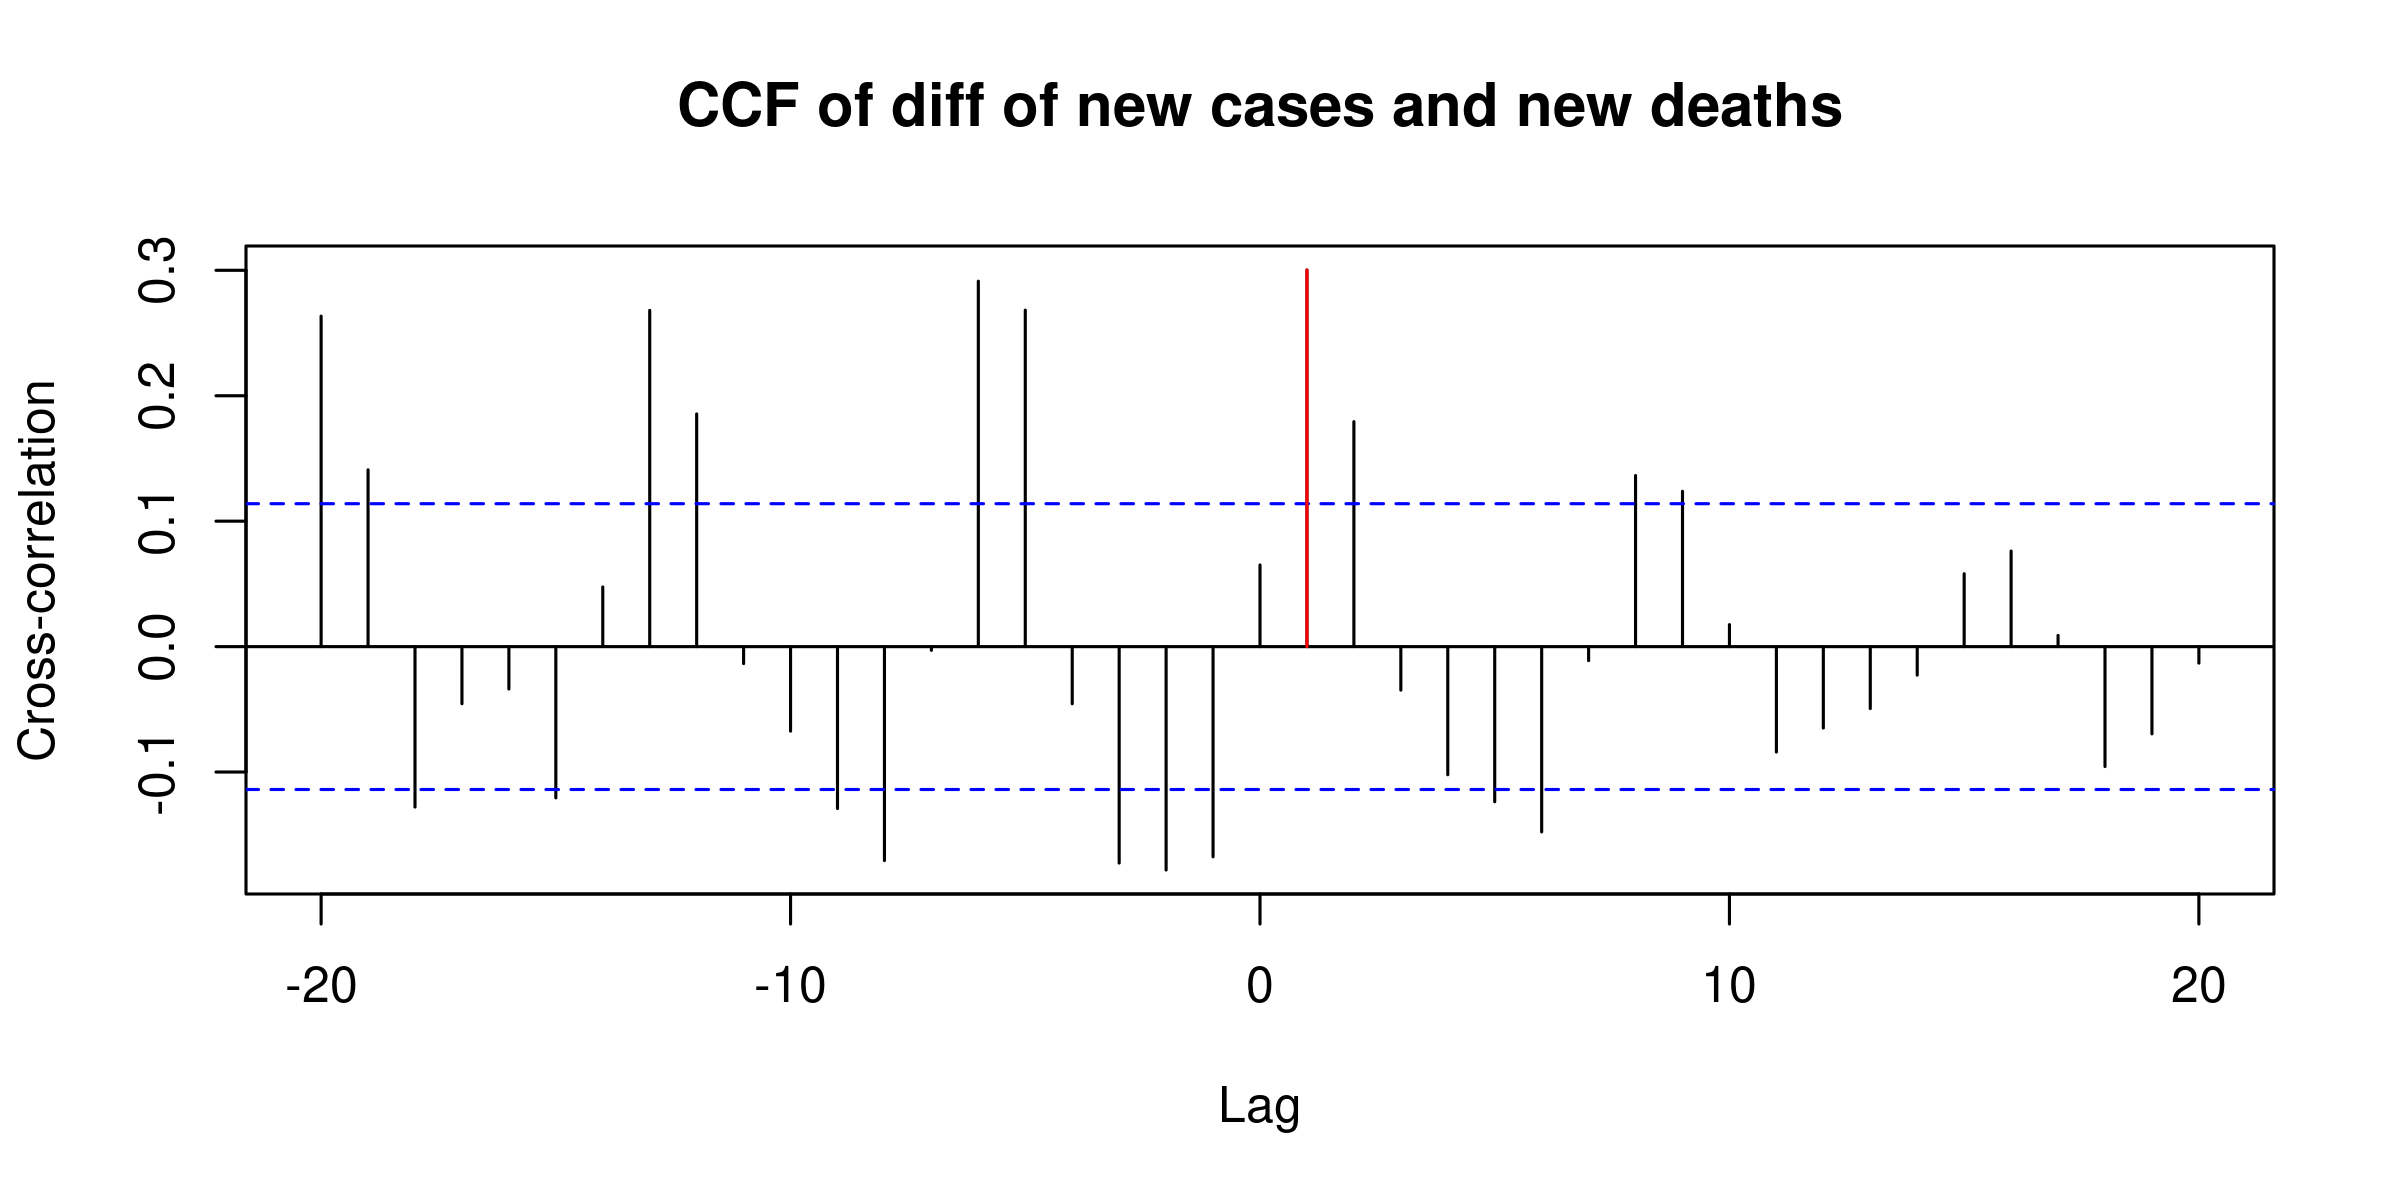 CCF of diff of new cases and new deaths
Cross-correlation
0.3
0.2
0.1
0.0
-0.1
-20 -10 0 10 20
Lag